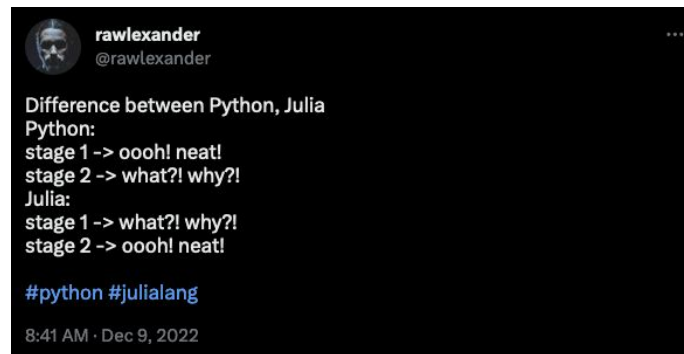 rawlexander
@rawlexander
Difference between Python, Julia
Python:
stage 1 -> oooh! neat!
stage 2 -> what?! why?!
Julia:
stage 1 -> what?! why?!
stage 2 -> oooh! neat!
#python #julialang
8:41 AM · Dec 9, 2022